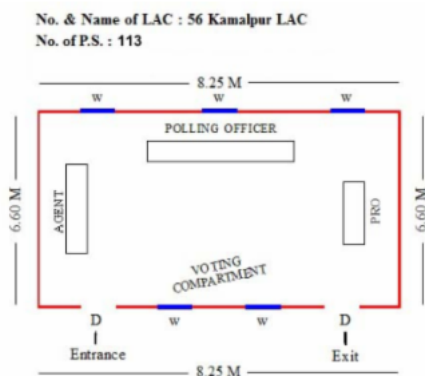 No. & Name of LAC : 56 Kamalpur LAC
No. of P.S. : 113
8.25 M
W W W
POLLING OFFICER
6.60 M
AGENT
PRO
6.60 M
VOTING
COMPARTMENT
D W W D
Entrance Exit
8.25 M